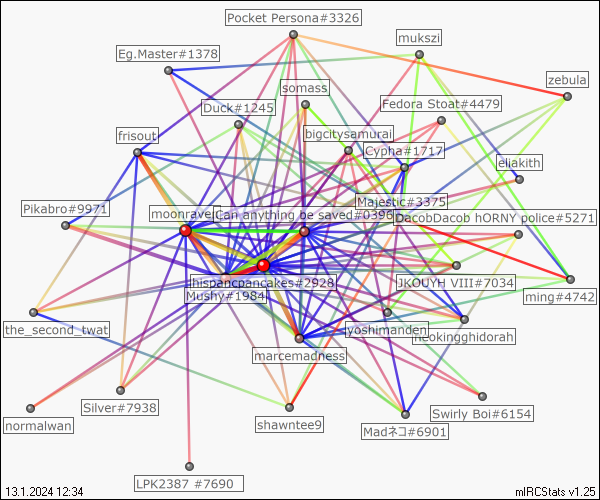 Pocket Persona#3326
mukszi
Eg.Master#1378
zebula
somass
Duck#1245
Fedora Stoat#4479
bigcitysamurai
frisout
Cypha#1717
eliakith
Majestic#3375
Pikabro#9971
moonraven
Can anything be saved#0396
DacobDacob hORNY police#5271
hispancpancakes#2928
JKOUYH VIII#7034
Mushy#1984
ming#4742
the_second_twat
yoshimanden
neokingghidorah
marcemadness
Silver#7938
normalwan
shawntee9
Swirly Boi#6154
Madネコ#6901
LPK2387 #7690
13.1.2024 12:34
mIRCStats v1.25